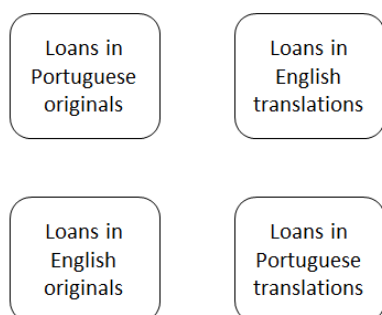 Loans in
Portuguese
originals
Loans in
English
translations
Loans in
English
originals
Loans in
Portuguese
translations